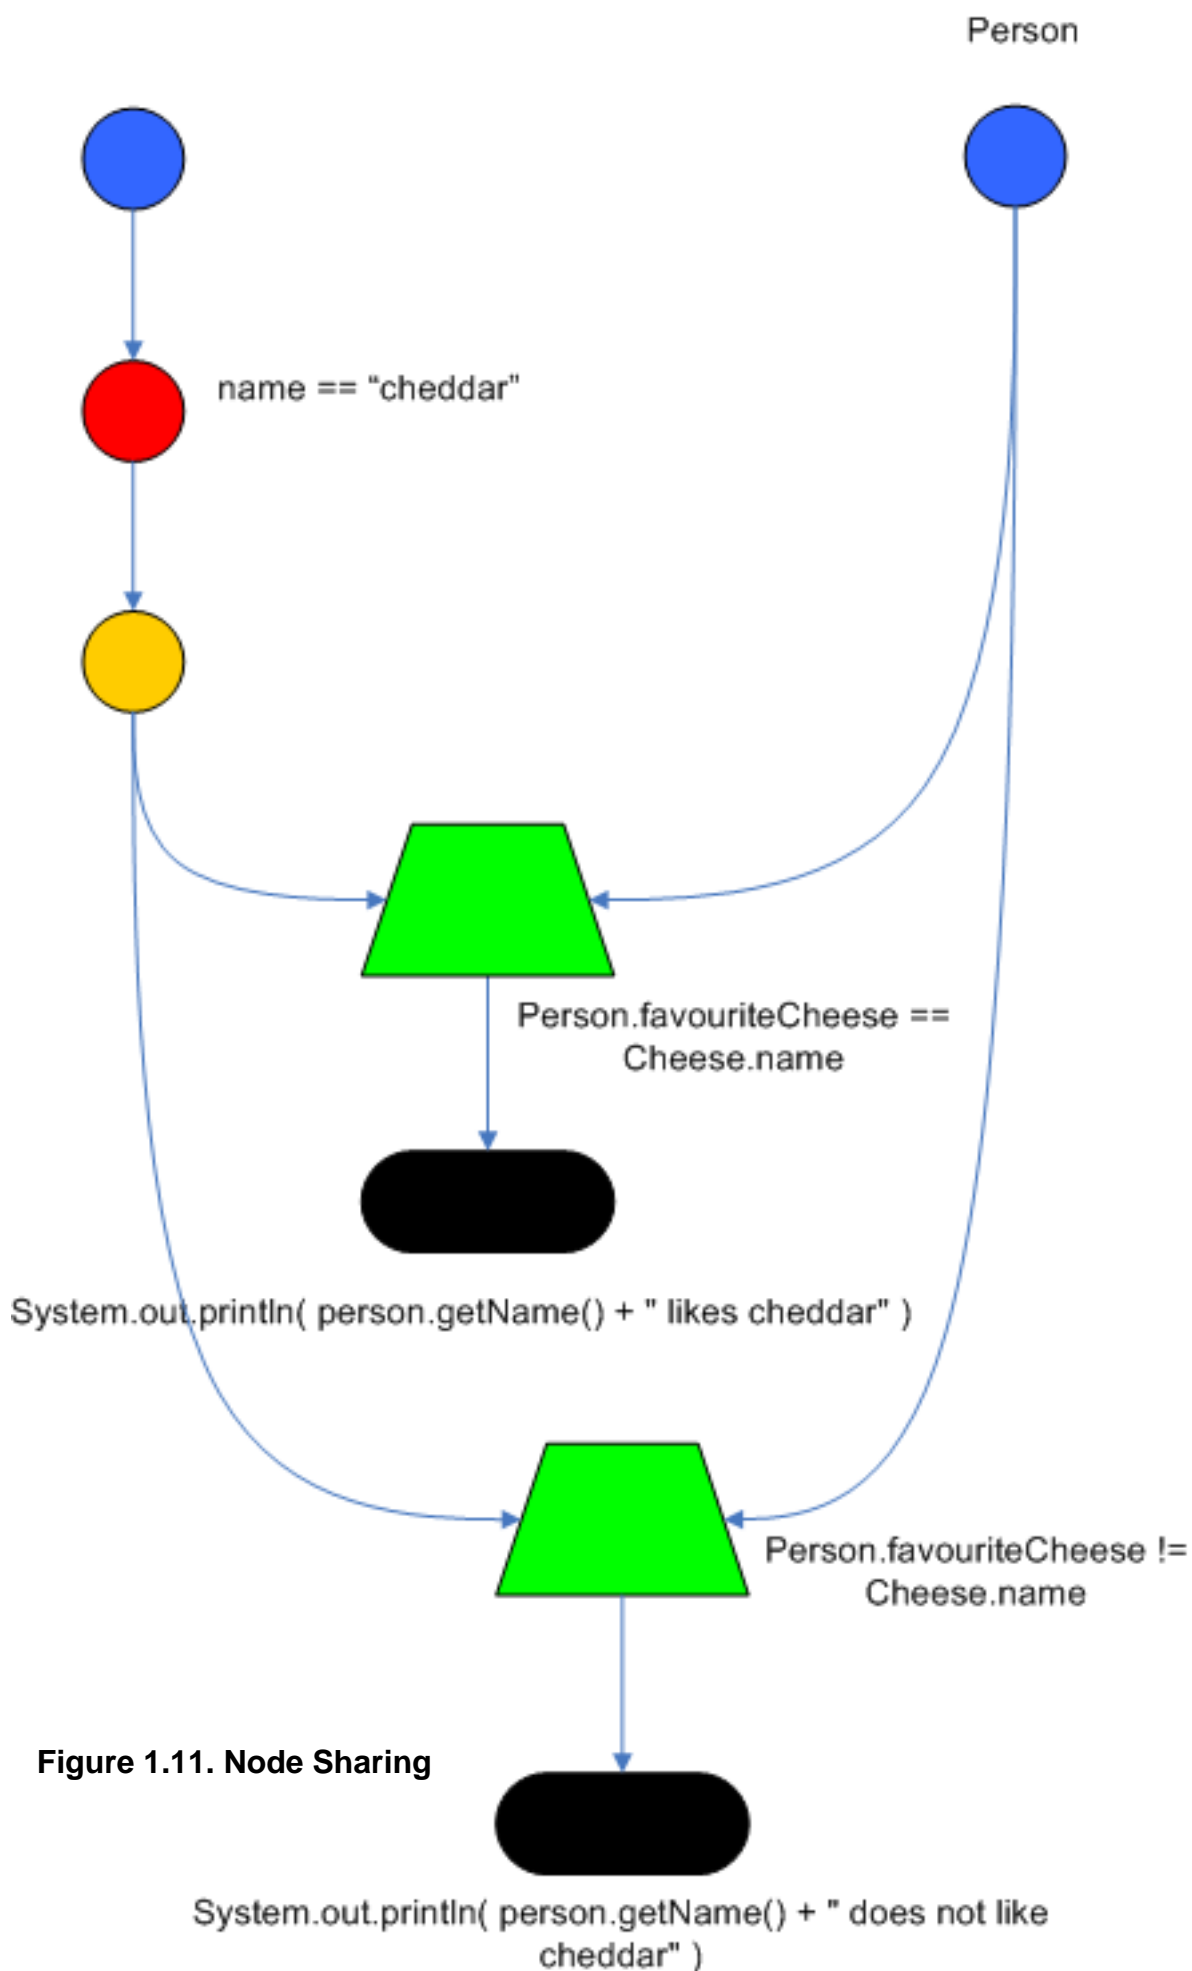 Person
name == “cheddar”
Person.favouriteCheese ==
Cheese.name
System.out.println( person.getName() + " likes cheddar" )
Person.favouriteCheese !=
Cheese.name
Figure 1.11. Node Sharing
System.out.println( person.getName() + " does not like
cheddar" )